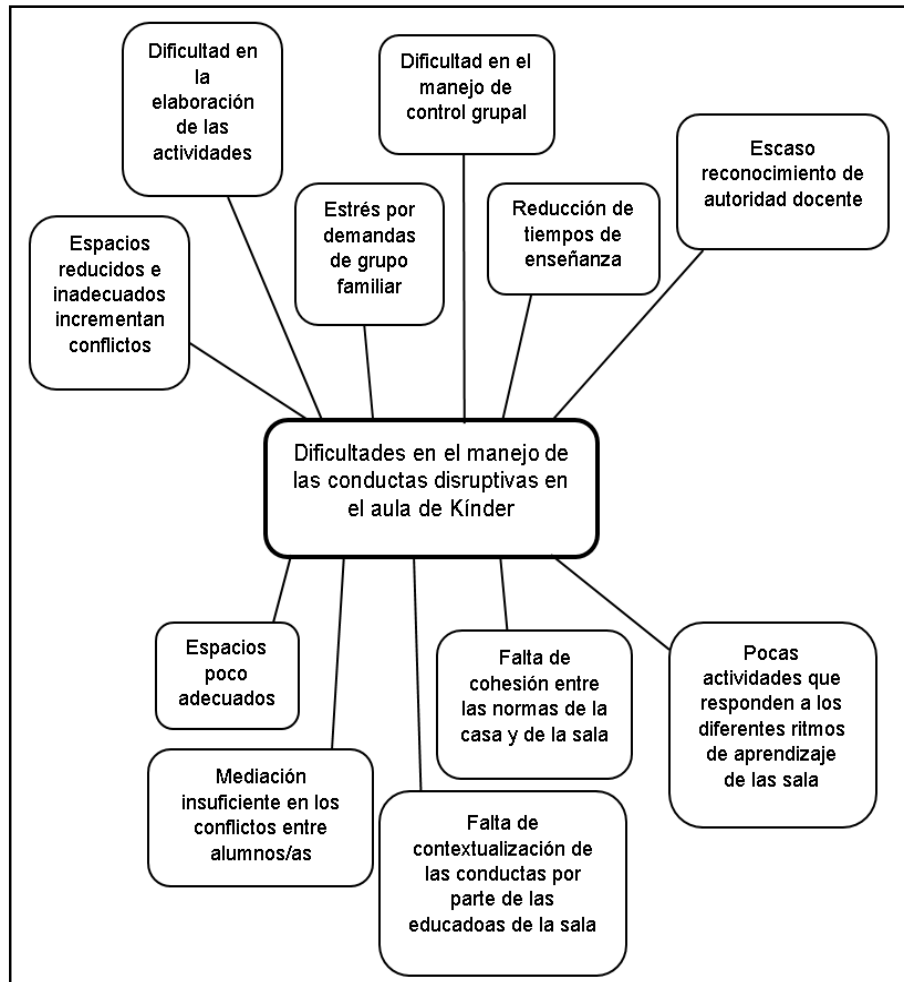 Dificultad en
la
elaboración
de las
actividades
Dificultad en el
manejo de
control grupal
Escaso
reconocimiento de
autoridad docente
Estrés por
demandas
de grupo
familiar
Reducción de
tiempos de
enseñanza
Espacios
reducidos e
inadecuados
incrementan
conflictos
Dificultades en el manejo de
las conductas disruptivas en
el aula de Kínder
Espacios
poco
adecuados
Falta de
cohesión entre
las normas de la
casa y de la sala
Pocas
actividades que
responden a los
diferentes ritmos
de aprendizaje
de las sala
Mediación
insuficiente en los
conflictos entre
alumnos/as
Falta de
contextualización de
las conductas por
parte de las
educadoas de la sala